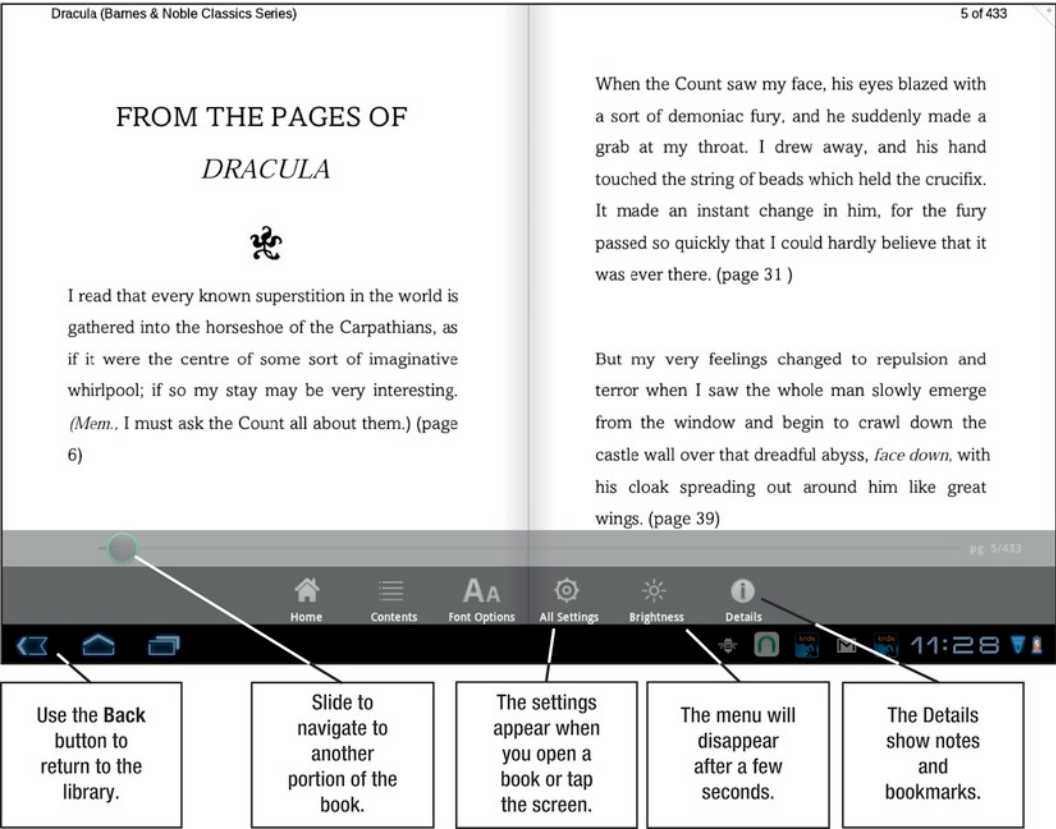 Dracula (Barnes & Noble Classics Series)
5 of 433
FROM THE PAGES OF
DRACULA
I read that every known superstition in the world is
gathered into the horseshoe of the Carpathians, as
if it were the centre of some sort of imaginative
whirlpool; if so my stay may be very interesting.
(Mem., I must ask the Count all about them.) (page
6)
When the Count saw my face, his eyes blazed with
a sort of demoniac fury, and he suddenly made a
grab at my throat. I drew away, and his hand
touched the string of beads which held the crucifix.
It made an instant change in him, for the fury
passed so quickly that I could hardly believe that it
was ever there. (page 31 )
But my very feelings changed to repulsion and
terror when I saw the whole man slowly emerge
from the window and begin to crawl down the
castle wall over that dreadful abyss, face down, with
his cloak spreading out around him like great
wings. (page 39)
pg 5/433
Home
Contents
AA
Font Options
All Settings
Brightness
Details
kindle
kindle
11:28
Use the Back
button to
return to the
library.
Slide to
navigate to
another
portion of the
book.
The settings
appear when
you open a
book or tap
the screen.
The menu will
disappear
after a few
seconds.
The Details
show notes
and
bookmarks.